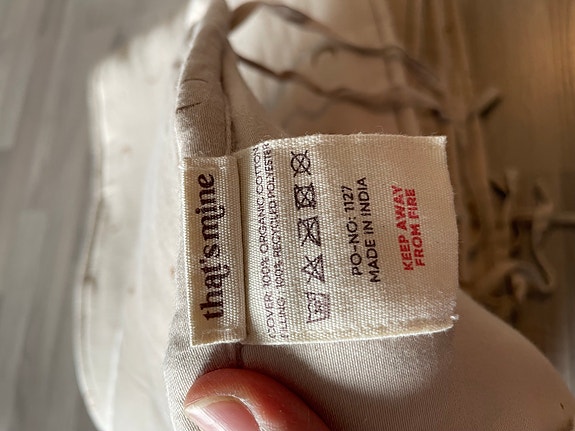 that's mine
COVER: 100% ORGANIC COTTON
FILLING: 100% RECYCLED POLYESTER
PO-NO: 1127
MADE IN INDIA
KEEP AWAY
FROM FIRE